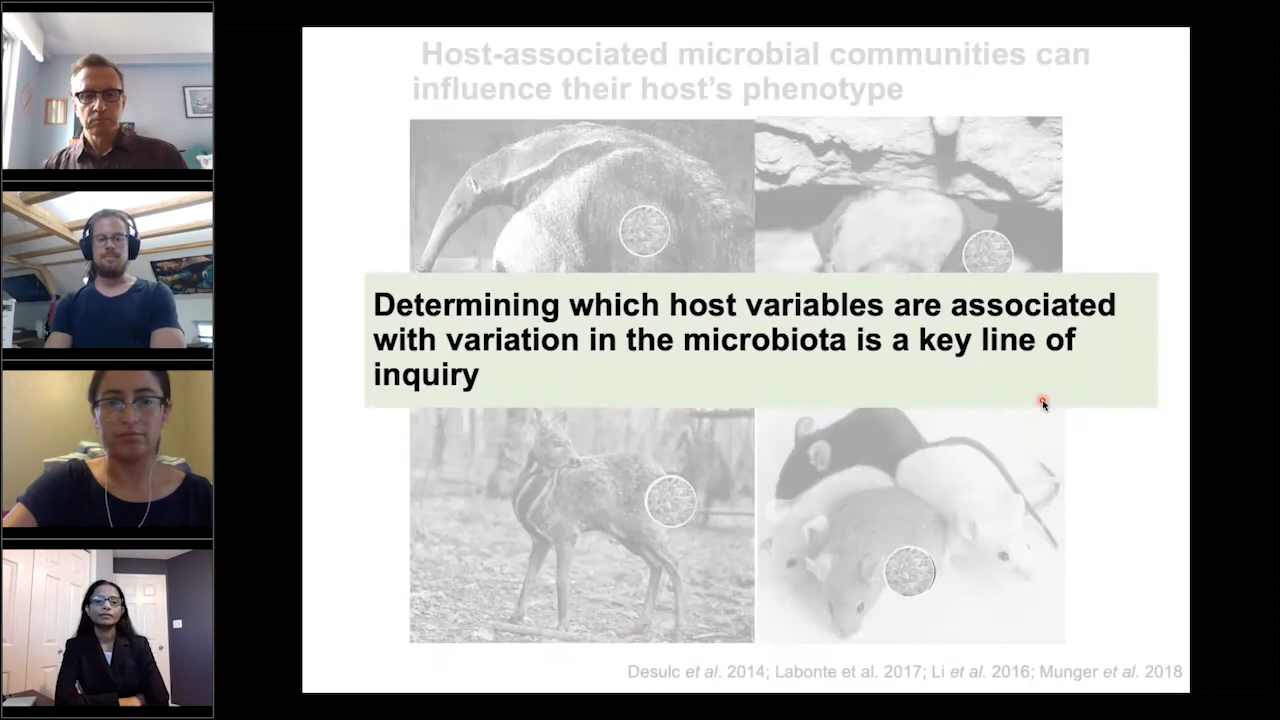 Host-associated microbial communities can
influence their host's phenotype
Determining which host variables are associated
with variation in the microbiota is a key line of
inquiry
Desulc et al. 2014; Labonte et al. 2017; Li et al. 2016; Munger et al. 2018